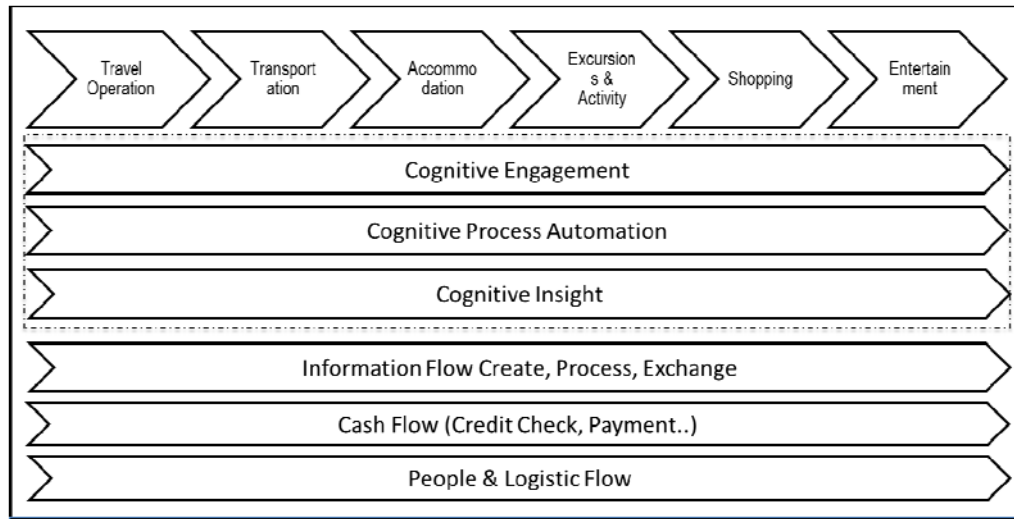 Travel
Operation
Transport
ation
Accommo
dation
Excursion
s &
Activity
Shopping
Entertain
ment
Cognitive Engagement
Cognitive Process Automation
Cognitive Insight
Information Flow Create, Process, Exchange
Cash Flow (Credit Check, Payment..)
People & Logistic Flow